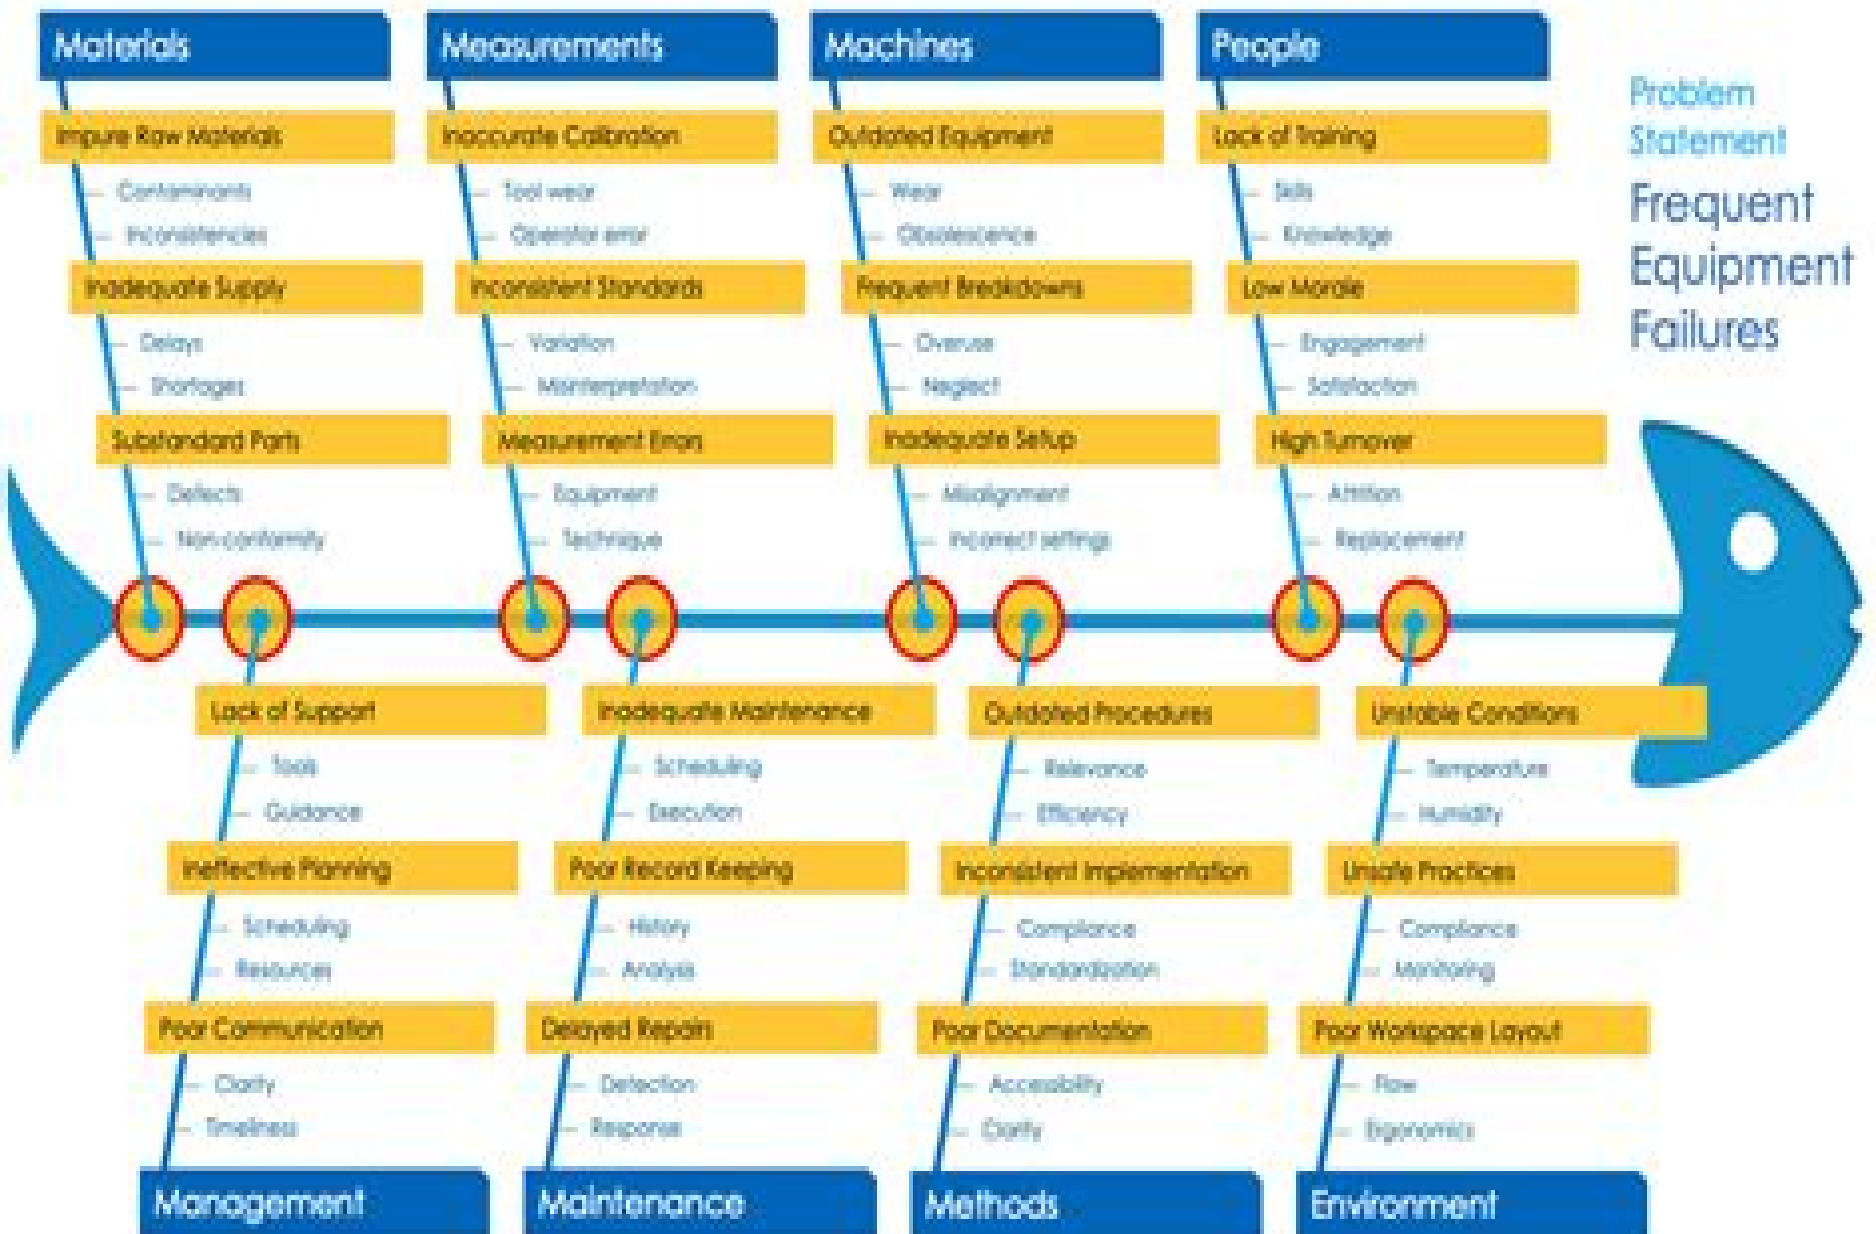 Materials
Impure Raw Materials
Contaminants
Inconsistencies
Inadequate Supply
Delays
Shortages
Substandard Parts
Defects
Non-conformity
Measurements
Inaccurate Calibration
Tool wear
Operator error
Inconsistent Standards
Variation
Misinterpretation
Measurement Errors
Equipment
Technique
Machines
Outdated Equipment
Wear
Obsolescence
Frequent Breakdowns
Overuse
Neglect
Inadequate Setup
Misalignment
Incorrect settings
People
Lack of Training
Skills
Knowledge
Low Morale
Engagement
Satisfaction
High Turnover
Attrition
Replacement
Problem
Statement
Frequent
Equipment
Failures
Lack of Support
Tools
Guidance
Ineffective Planning
Scheduling
Resources
Poor Communication
Clarity
Timeliness
Management
Inadequate Maintenance
Scheduling
Execution
Poor Record Keeping
History
Analysis
Delayed Repairs
Detection
Response
Maintenance
Outdated Procedures
Relevance
Efficiency
Inconsistent Implementation
Compliance
Standardization
Poor Documentation
Accessibility
Clarity
Methods
Unstable Conditions
Temperature
Humidity
Unsafe Practices
Compliance
Monitoring
Poor Workspace Layout
Flow
Ergonomics
Environment